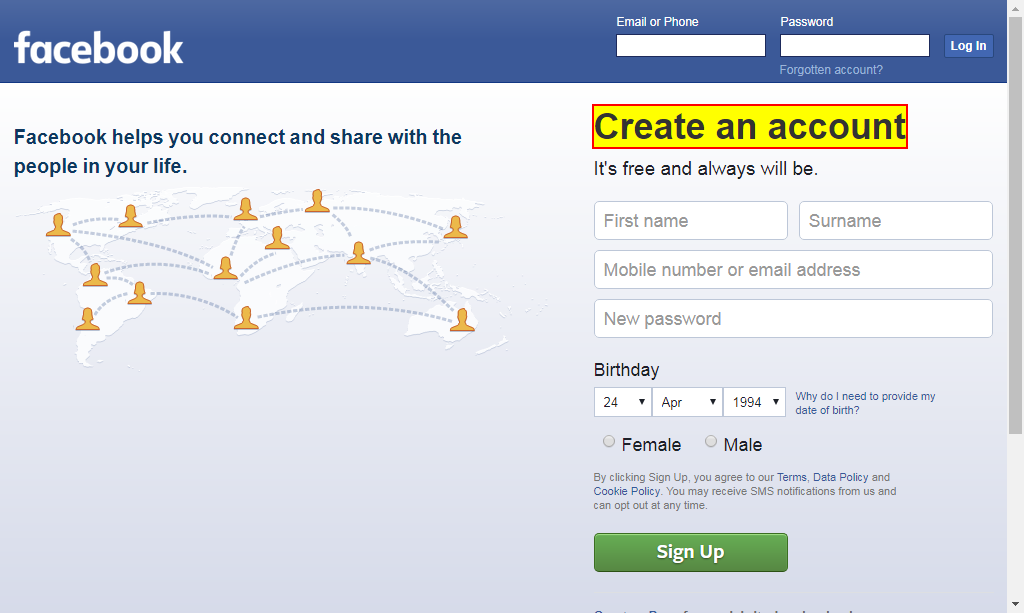 facebook
Email or Phone
Password
Log In
Forgotten account?
Facebook helps you connect and share with the
people in your life.
Create an account
It's free and always will be.
First name
Surname
Mobile number or email address
New password
Birthday
24
Apr
1994
Why do I need to provide my
date of birth?
Female
Male
By clicking Sign Up, you agree to our Terms, Data Policy and
Cookie Policy. You may receive SMS notifications from us and
can opt out at any time.
Sign Up